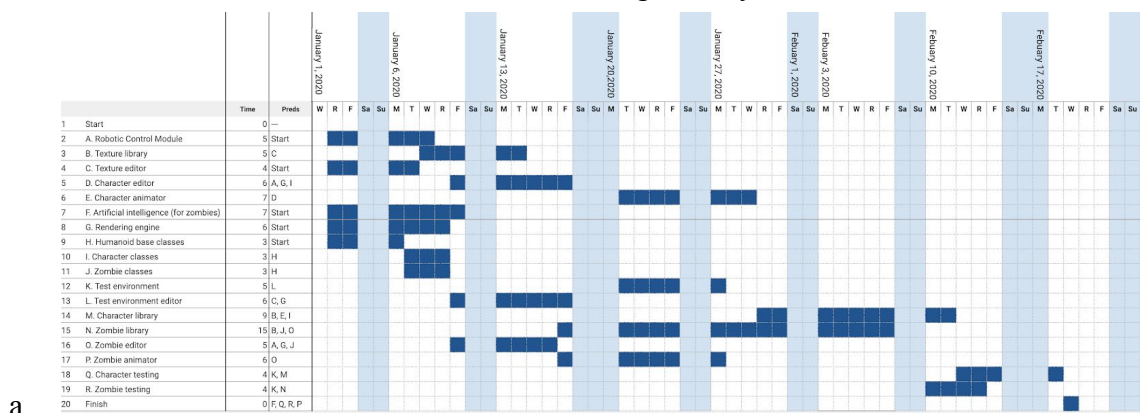 January 1, 2020 January 6, 2020 January 13, 2020 January 20,2020 January 27, 2020 Febuary 1, 2020 Febuary 3, 2020 Febuary 10, 2020 Febuary 17, 2020
Time Preds W R F Sa Su M T W R F Sa Su M T W R F Sa Su M T W R F Sa Su M T W R F Sa Su M T W R F Sa Su M T W R F Sa Su M T W R F Sa Su
1 Start 0 —
2 A. Robotic Control Module 5 Start
3 B. Texture library 5 C
4 C. Texture editor 4 Start
5 D. Character editor 6 A, G, I
6 E. Character animator 7 D
7 F. Artificial intelligence (for zombies) 7 Start
8 G. Rendering engine 6 Start
9 H. Humanoid base classes 3 Start
10 I. Character classes 3 H
11 J. Zombie classes 3 H
12 K. Test environment 5 L
13 L. Test environment editor 6 C, G
14 M. Character library 9 B, E, I
15 N. Zombie library 15 B, J, O
16 O. Zombie editor 5 A, G, J
17 P. Zombie animator 6 O
18 Q. Character testing 4 K, M
19 R. Zombie testing 4 K, N
20 Finish 0 F, Q, R, P
a